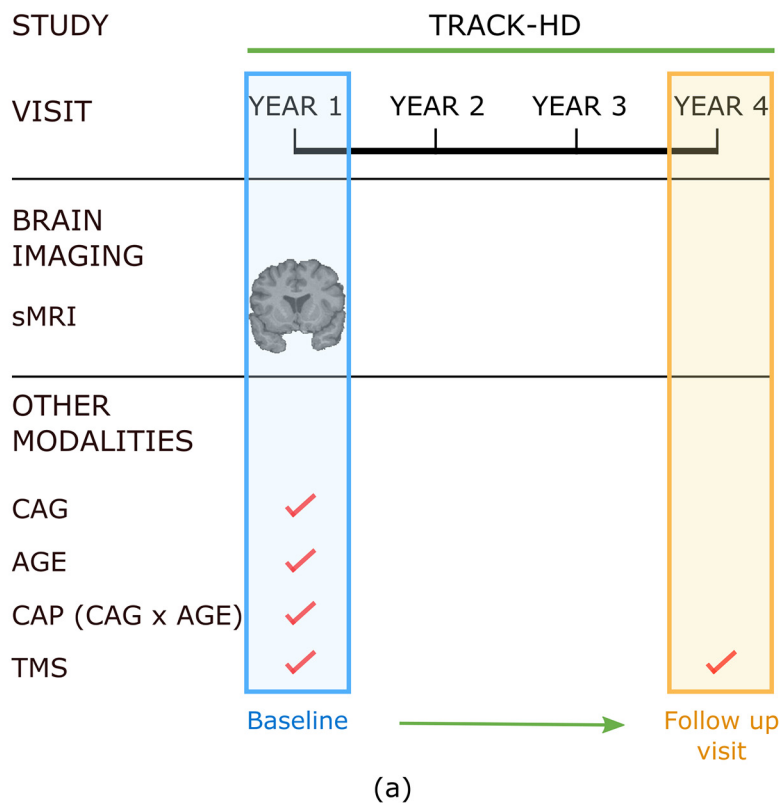 STUDY TRACK-HD
VISIT YEAR 1 YEAR 2 YEAR 3 YEAR 4
BRAIN
IMAGING
sMRI
OTHER
MODALITIES
CAG
AGE
CAP (CAG x AGE)
TMS
Baseline Follow up
visit
(a)